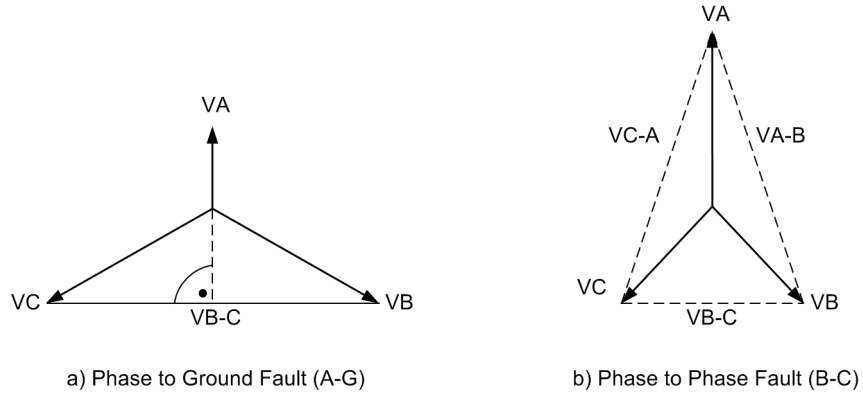 VA
VC
VB
VB-C
a) Phase to Ground Fault (A-G)
VA
VC-A
VA-B
VC
VB
VB-C
b) Phase to Phase Fault (B-C)